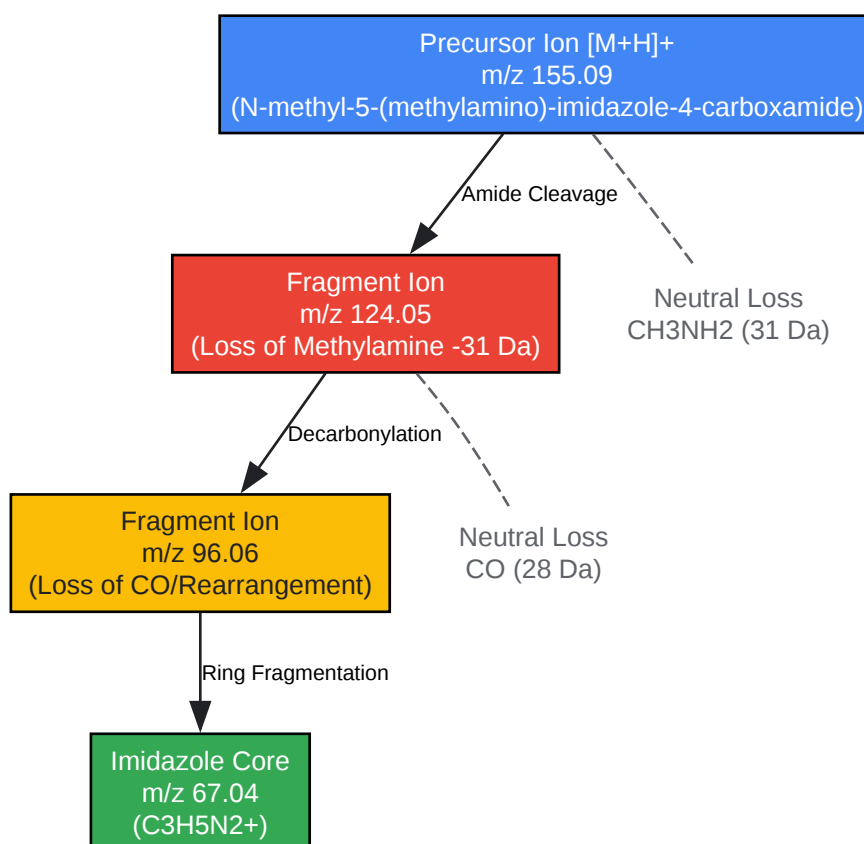 Precursor Ion [M+H]+
m/z 155.09
(N-methyl-5-(methylamino)-imidazole-4-carboxamide)
Amide Cleavage
Fragment Ion
m/z 124.05
(Loss of Methylamine -31 Da)
Neutral Loss
CH3NH2 (31 Da)
Decarbonylation
Fragment Ion
m/z 96.06
(Loss of CO/Rearrangement)
Neutral Loss
CO (28 Da)
Ring Fragmentation
Imidazole Core
m/z 67.04
(C3H5N2+)